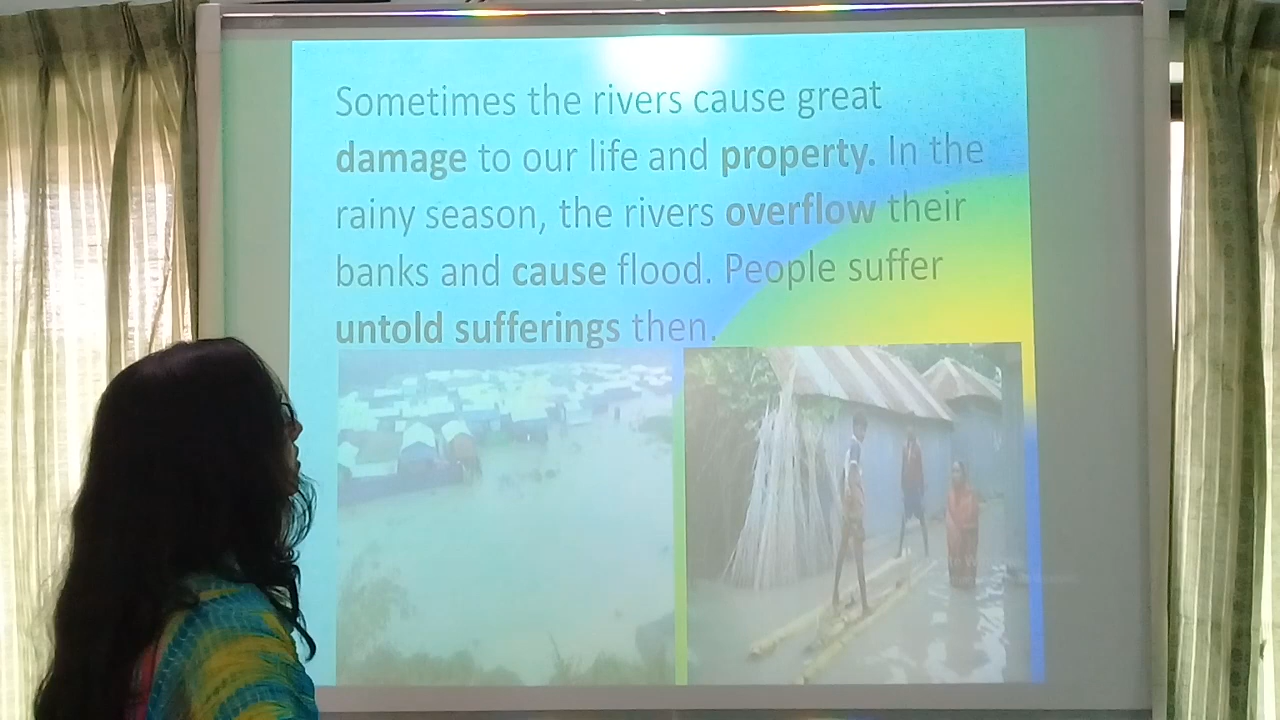 Sometimes the rivers cause great
damage to our life and property. In the
rainy season, the rivers overflow their
banks and cause flood. People suffer
untold sufferings then.